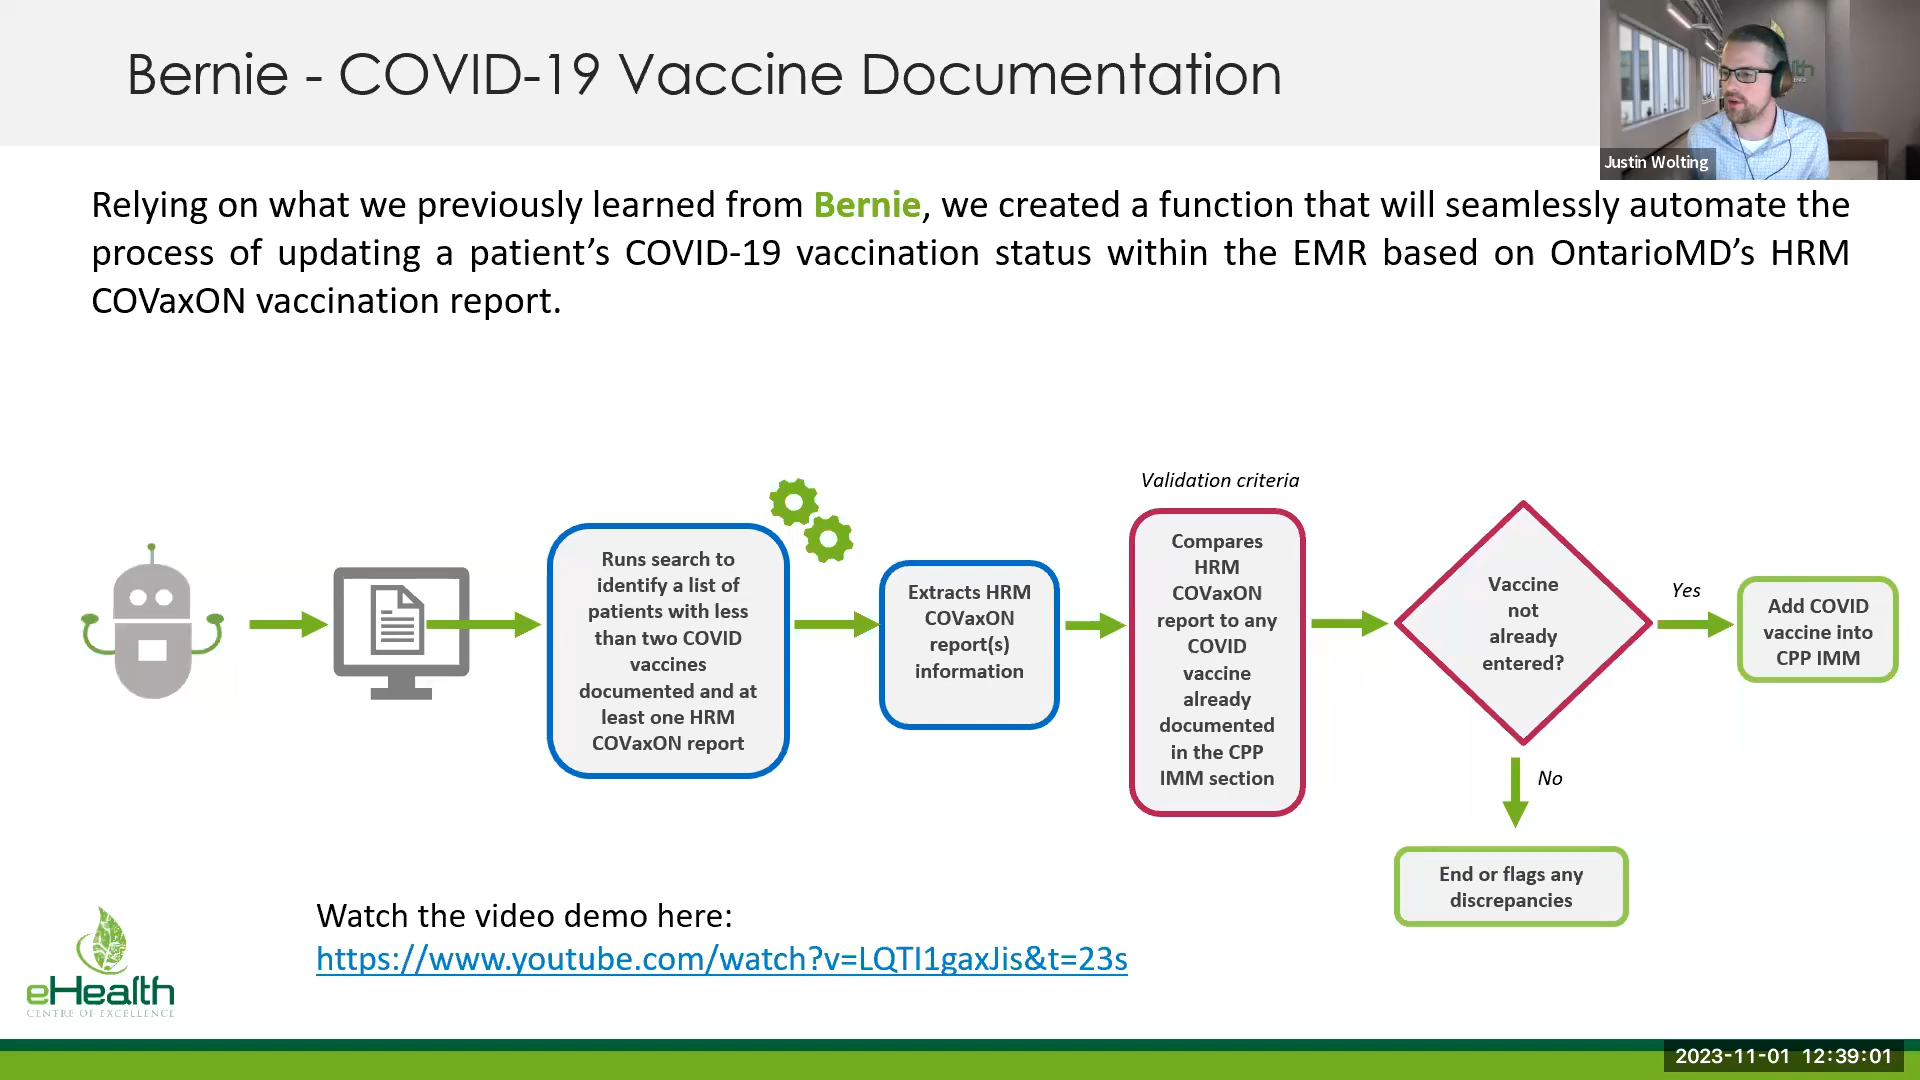 Bernie - COVID-19 Vaccine Documentation
Justin Wolting
Relying on what we previously learned from Bernie, we created a function that will seamlessly automate the
process of updating a patient’s COVID-19 vaccination status within the EMR based on OntarioMD’s HRM
COVaxON vaccination report.
Runs search to
identify a list of
patients with less
than two COVID
vaccines
documented and at
least one HRM
COVaxON report
Extracts HRM
COVaxON
report(s)
information
Validation criteria
Compares
HRM
COVaxON
report to any
COVID
vaccine
already
documented
in the CPP
IMM section
Vaccine
not
already
entered?
Yes
Add COVID
vaccine into
CPP IMM
No
End or flags any
discrepancies
Watch the video demo here:
https://www.youtube.com/watch?v=LQTI1gaxJis&t=23s
eHealth
CENTRE OF EXCELLENCE
2023-11-01 12:39:01